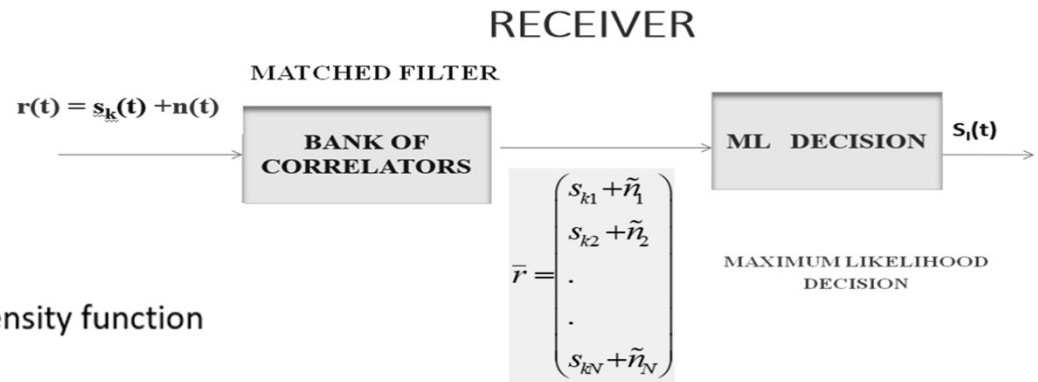 RECEIVER
MATCHED FILTER
r(t) = sk(t) +n(t)
BANK OF
CORRELATORS
ML DECISION
Sl(t)
r̅ = ( sk1 + ñ1
sk2 + ñ2
.
.
skN + ñN )
MAXIMUM LIKELIHOOD
DECISION
ensity function